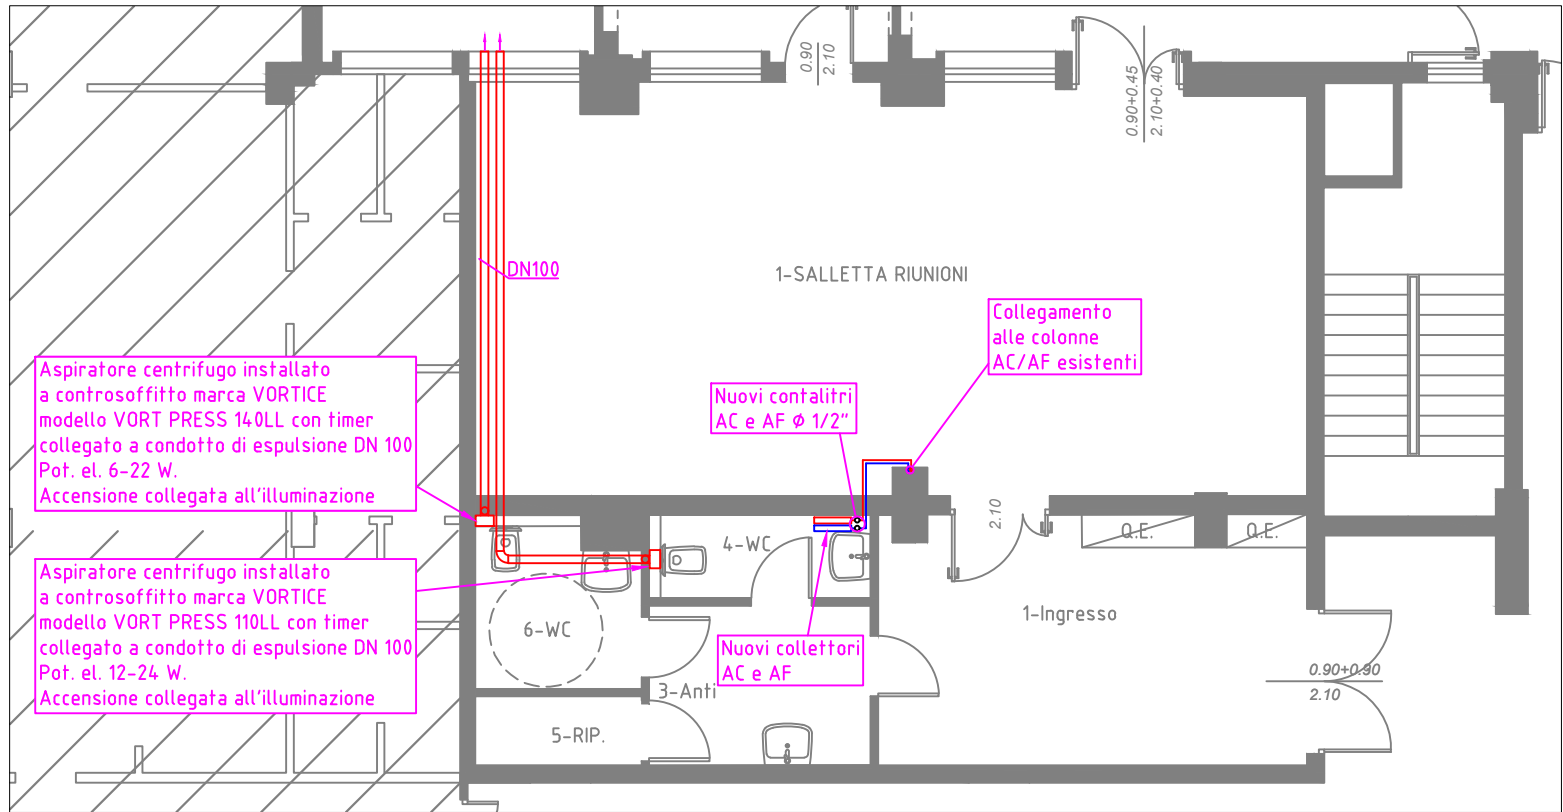 0.90
2.10
0.90+0.45
2.10+0.40
DN100
1-SALLETTA RIUNIONI
Collegamento
alle colonne
AC/AF esistenti
Aspiratore centrifugo installato
a controsoffitto marca VORTICE
modello VORT PRESS 140LL con timer
collegato a condotto di espulsione DN 100
Pot. el. 6-22 W.
Accensione collegata all'illuminazione
Nuovi contalitri
AC e AF Φ 1/2"
2.10
Q.E.
Q.E.
4-WC
Aspiratore centrifugo installato
a controsoffitto marca VORTICE
modello VORT PRESS 110LL con timer
collegato a condotto di espulsione DN 100
Pot. el. 12-24 W.
Accensione collegata all'illuminazione
6-WC
1-Ingresso
Nuovi collettori
AC e AF
3-Anti
0.90+0.90
2.10
5-RIP.